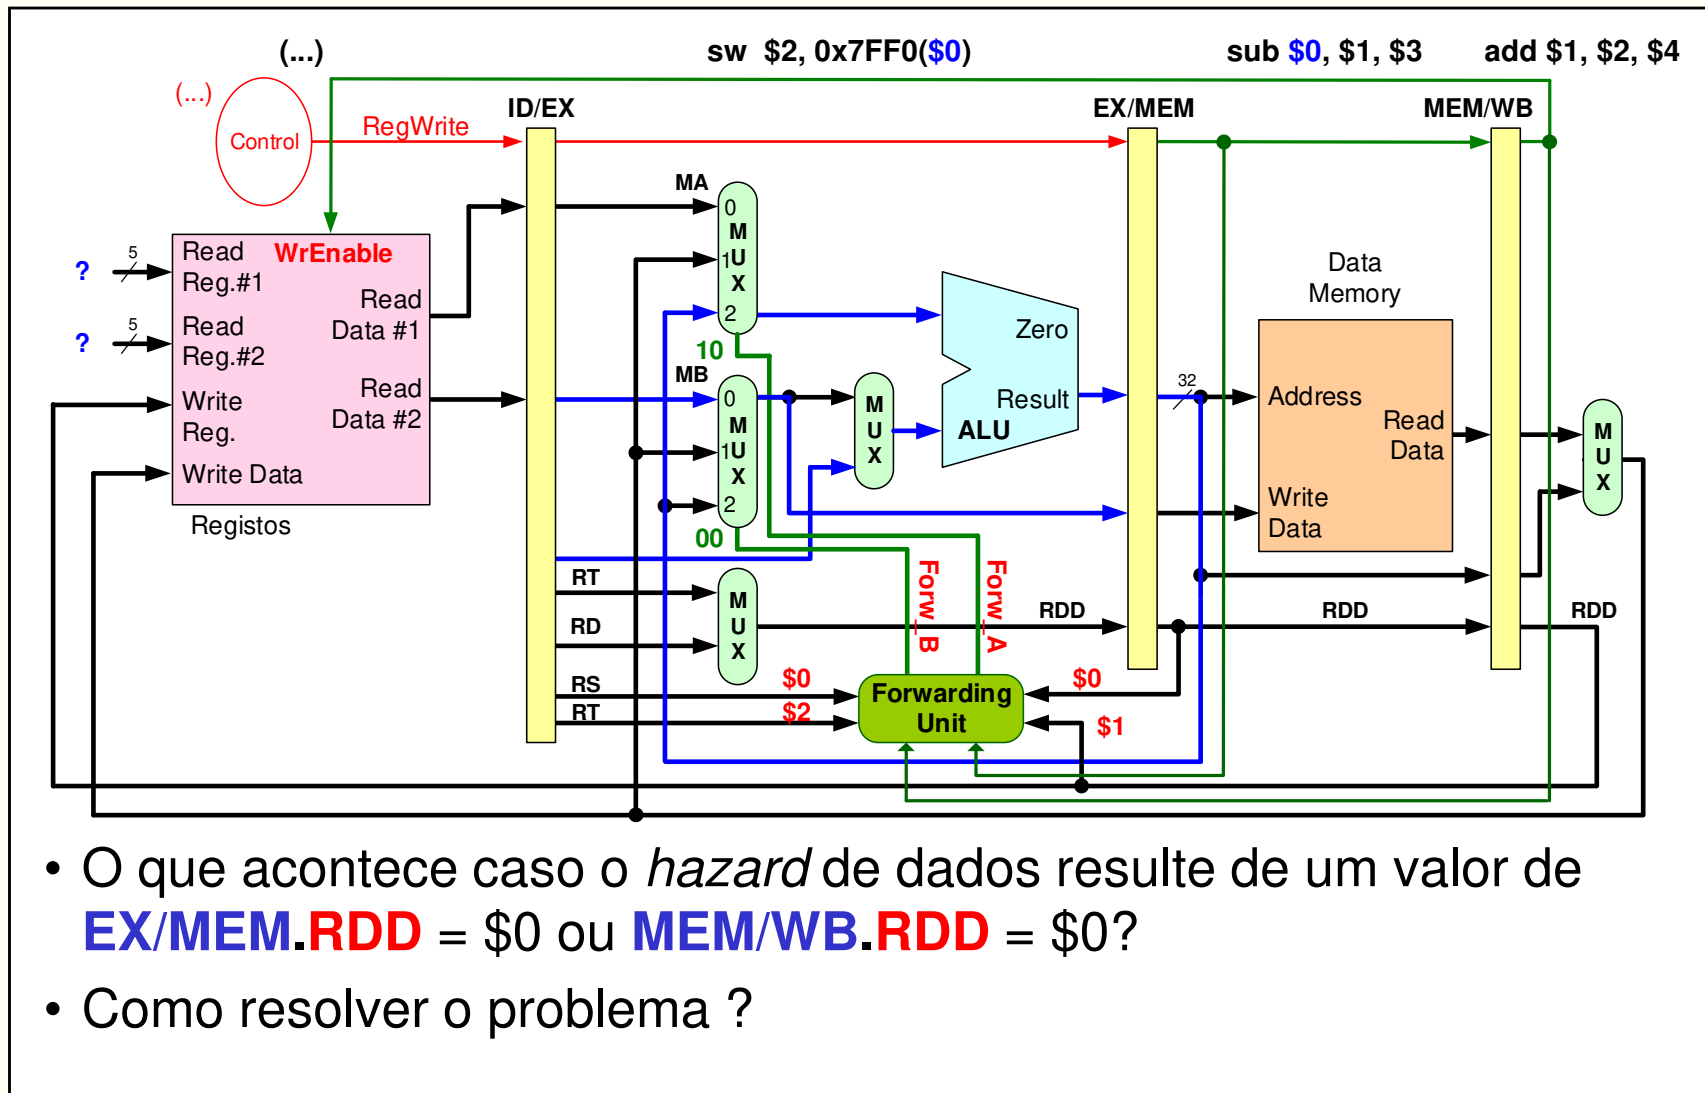 (...) sw $2, 0x7FF0($0) sub $0, $1, $3 add $1, $2, $4
(...)
ID/EX EX/MEM MEM/WB
Control RegWrite
MA
0
M
1U
X
2
WrEnable
Read
Reg.#1
Read
Data #1
Read
Reg.#2
Read
Data #2
Write
Reg.
Write Data
Registos
? 5
? 5
10
MB
0
M
1U
X
2
00
M
U
X
Zero
Result
ALU
32
Data
Memory
Address
Read
Data
Write
Data
M
U
X
RT
RD
M
U
X
RDD RDD RDD
Forw_B
Forw_A
RS $0
RT $2
Forwarding
Unit
$0
$1
• O que acontece caso o hazard de dados resulte de um valor de
EX/MEM.RDD = $0 ou MEM/WB.RDD = $0?
• Como resolver o problema ?